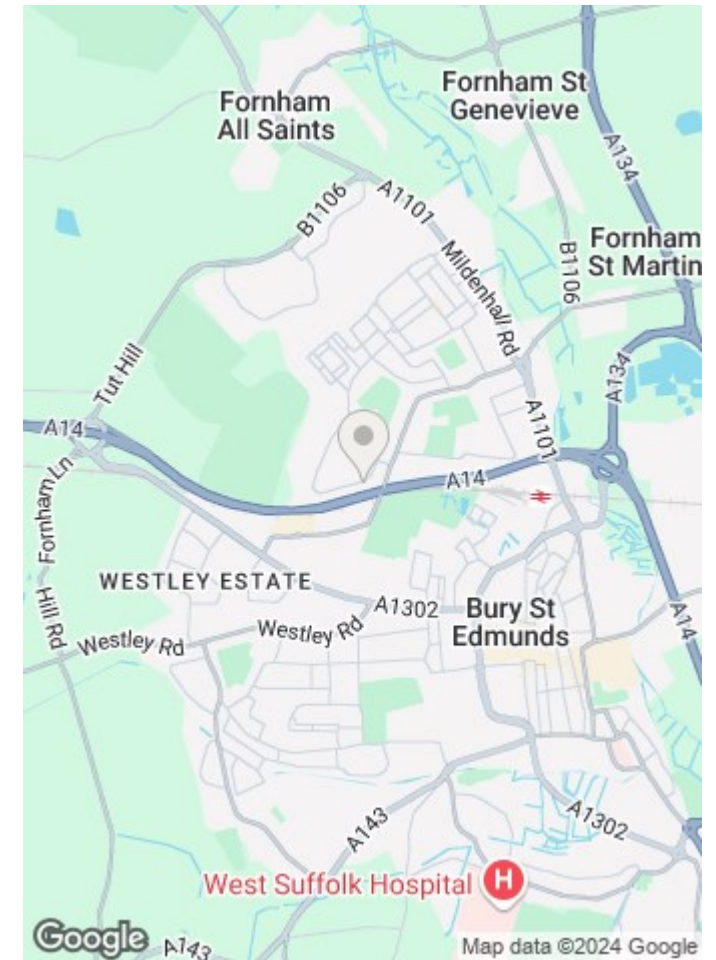 Fornham
All Saints
Fornham St
Genevieve
A134
B1106
A1101
Fornham
St Martin
B1106
Mildenhall Rd
Tut Hill
A134
A1101
A14
A14
Fornham Ln
WESTLEY ESTATE
A1302
Bury St
Edmunds
Hill Rd
Westley Rd
Westley Rd
A14
A143
A1302
West Suffolk Hospital
H
Google
A143
Map data ©2024 Google